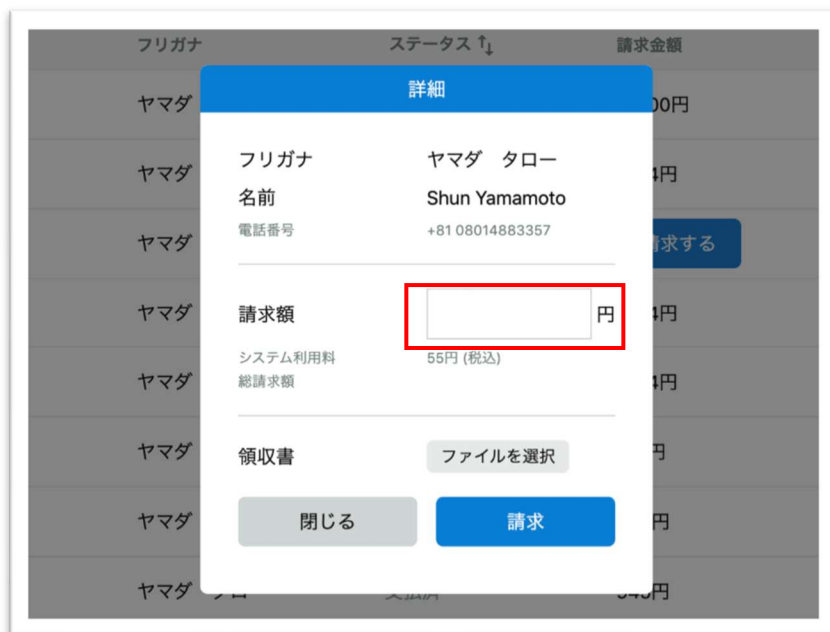 フリガナ ステータス ↑↓ 請求金額
詳細
ヤマダ 00円
フリガナ ヤマダ タロー
ヤマダ 4円
名前 Shun Yamamoto
電話番号 +81 08014883357
ヤマダ 請求する
請求額 円
ヤマダ 4円
システム利用料 55円 (税込)
総請求額
ヤマダ 4円
領収書 ファイルを選択
ヤマダ 円
閉じる 請求
ヤマダ 円
ヤマダ 支払済 円